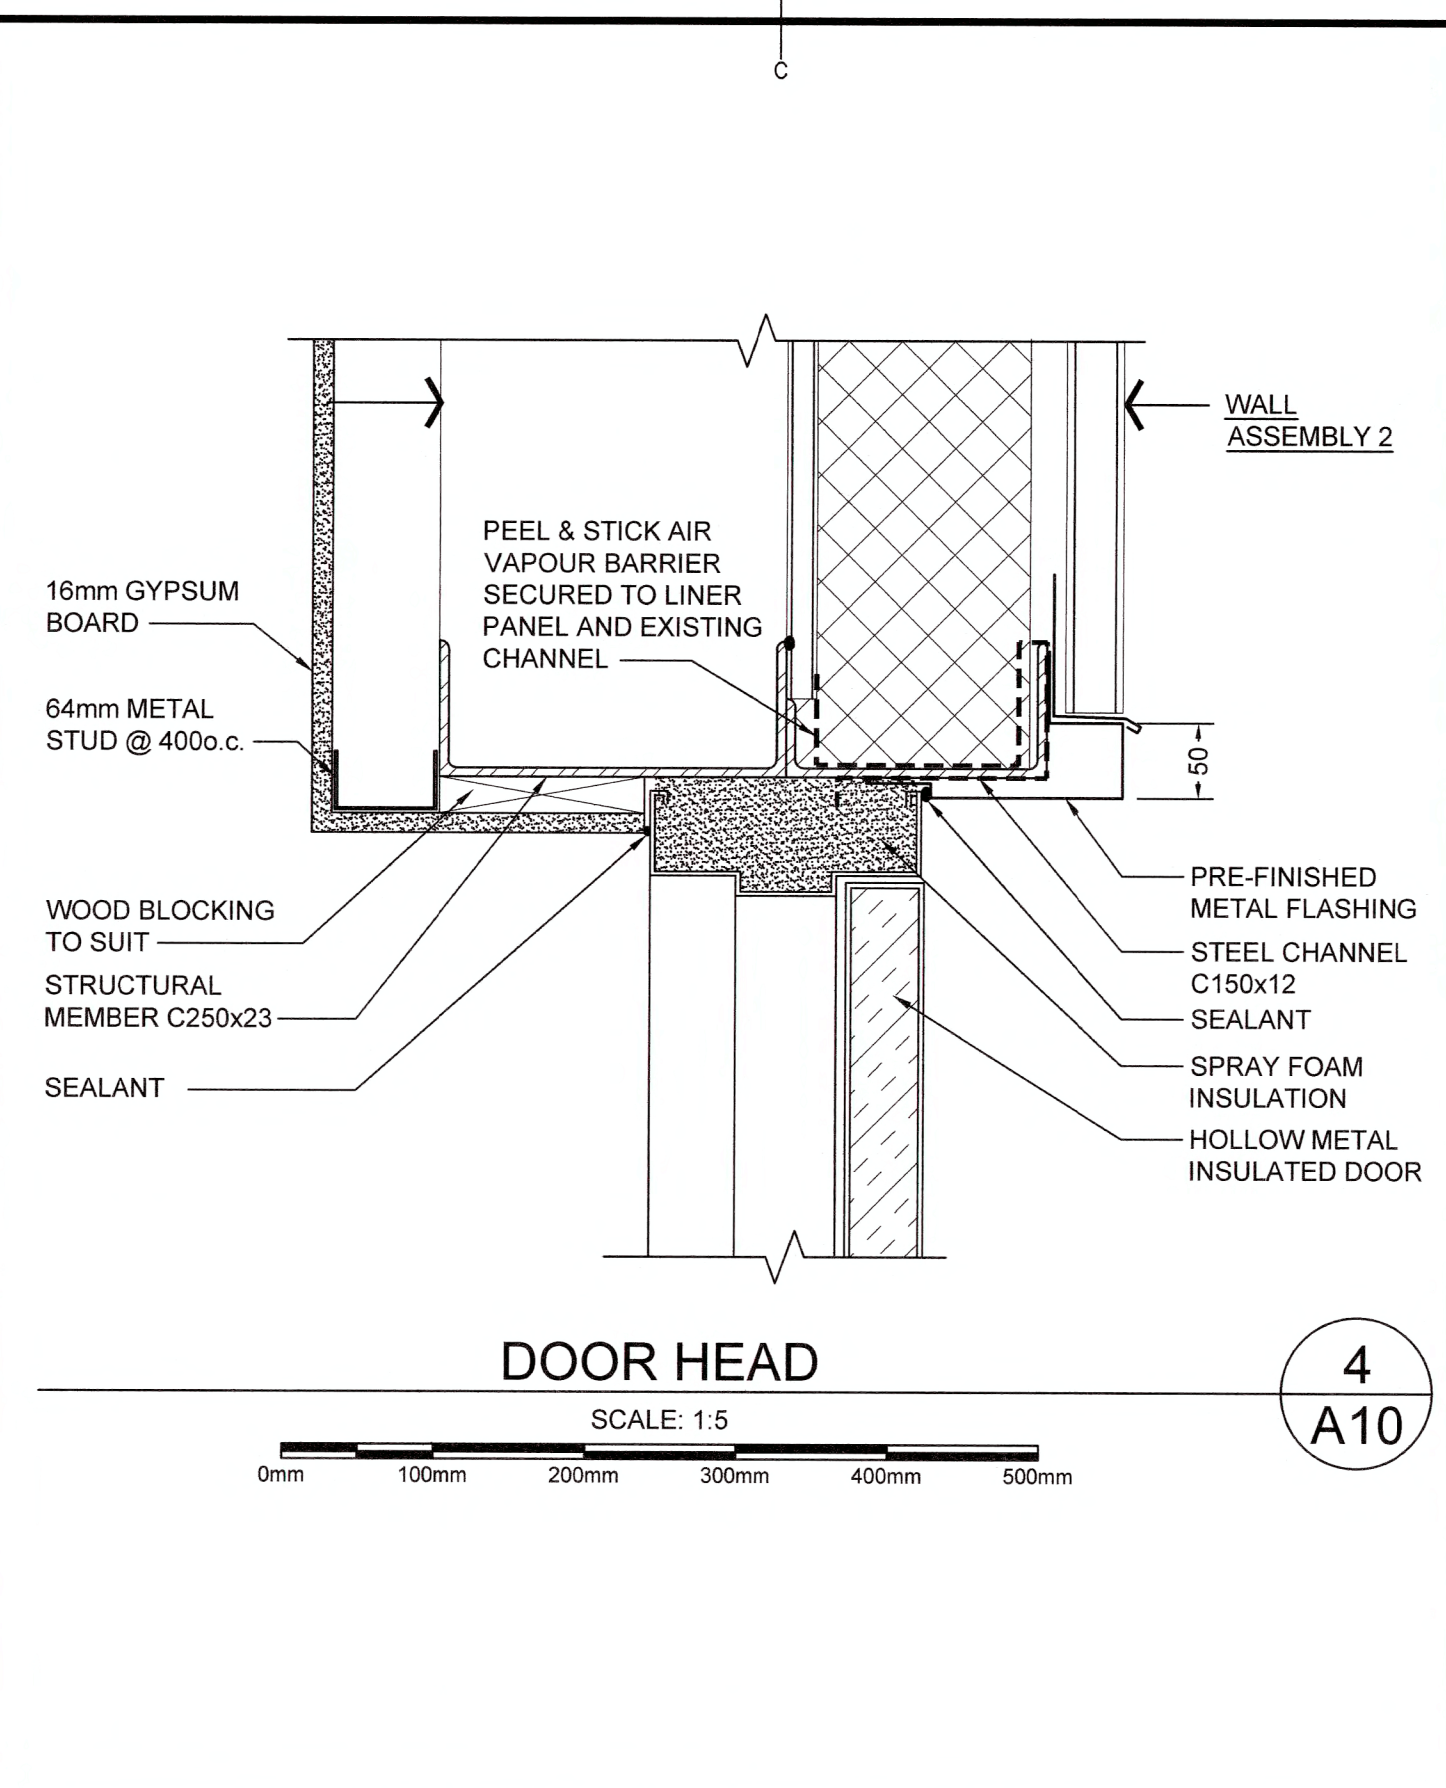 C
WALL
ASSEMBLY 2
PEEL & STICK AIR
VAPOUR BARRIER
SECURED TO LINER
PANEL AND EXISTING
CHANNEL
16mm GYPSUM
BOARD
64mm METAL
STUD @ 400o.c.
50
WOOD BLOCKING
TO SUIT
STRUCTURAL
MEMBER C250x23
SEALANT
PRE-FINISHED
METAL FLASHING
STEEL CHANNEL
C150x12
SEALANT
SPRAY FOAM
INSULATION
HOLLOW METAL
INSULATED DOOR
DOOR HEAD
SCALE: 1:5
0mm 100mm 200mm 300mm 400mm 500mm
4
A10